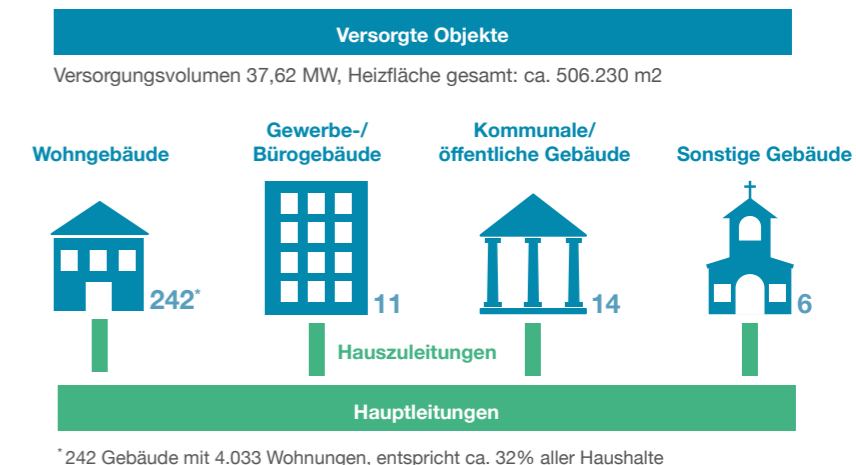 Versorgte Objekte
Versorgungsvolumen 37,62 MW, Heizfläche gesamt: ca. 506.230 m2
Wohngebäude
Gewerbe-/
Bürogebäude
Kommunale/
öffentliche Gebäude
Sonstige Gebäude
242*
11
14
6
Hauszuleitungen
Hauptleitungen
* 242 Gebäude mit 4.033 Wohnungen, entspricht ca. 32% aller Haushalte